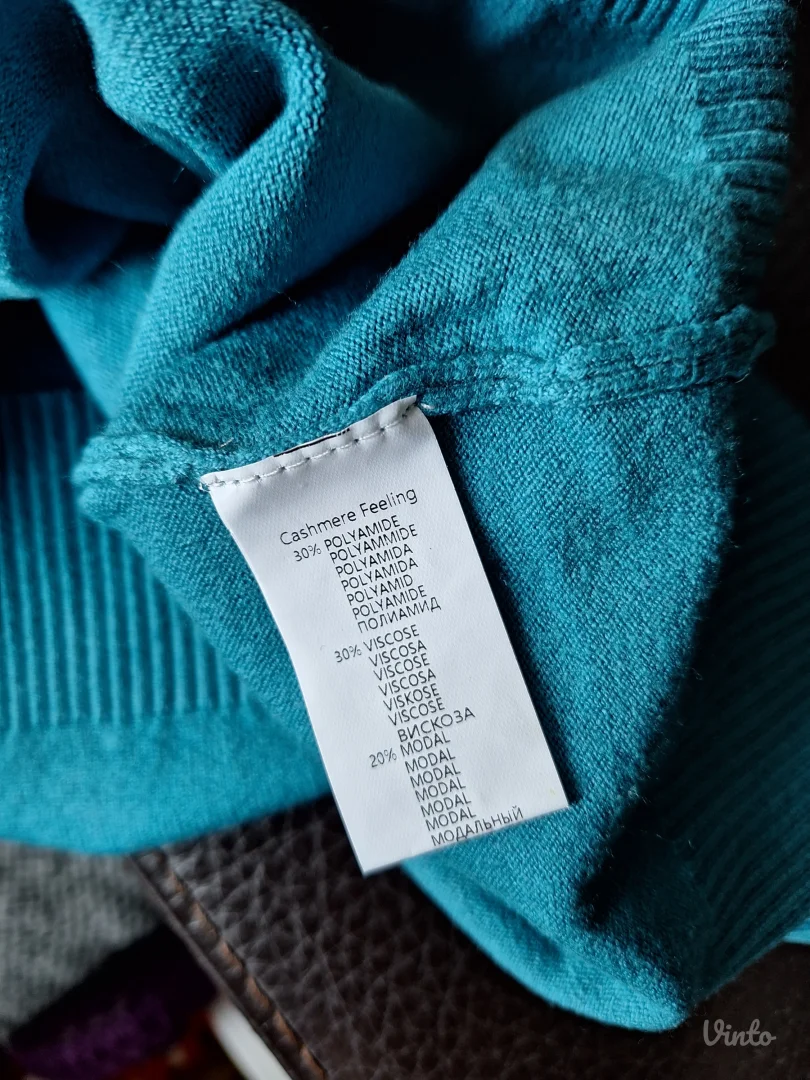 Cashmere Feeling
30% POLYAMIDE
POLYAMMIDE
POLYAMIDA
POLYAMIDA
POLYAMID
POLYAMIDE
ПОЛИАМИД
30% VISCOSE
VISCOSA
VISCOSE
VISCOSA
VISKOSE
VISCOSE
ВИСКОЗА
20% MODAL
MODAL
MODAL
MODAL
MODAL
MODAL
МОДАЛЬНЫЙ
Vinto